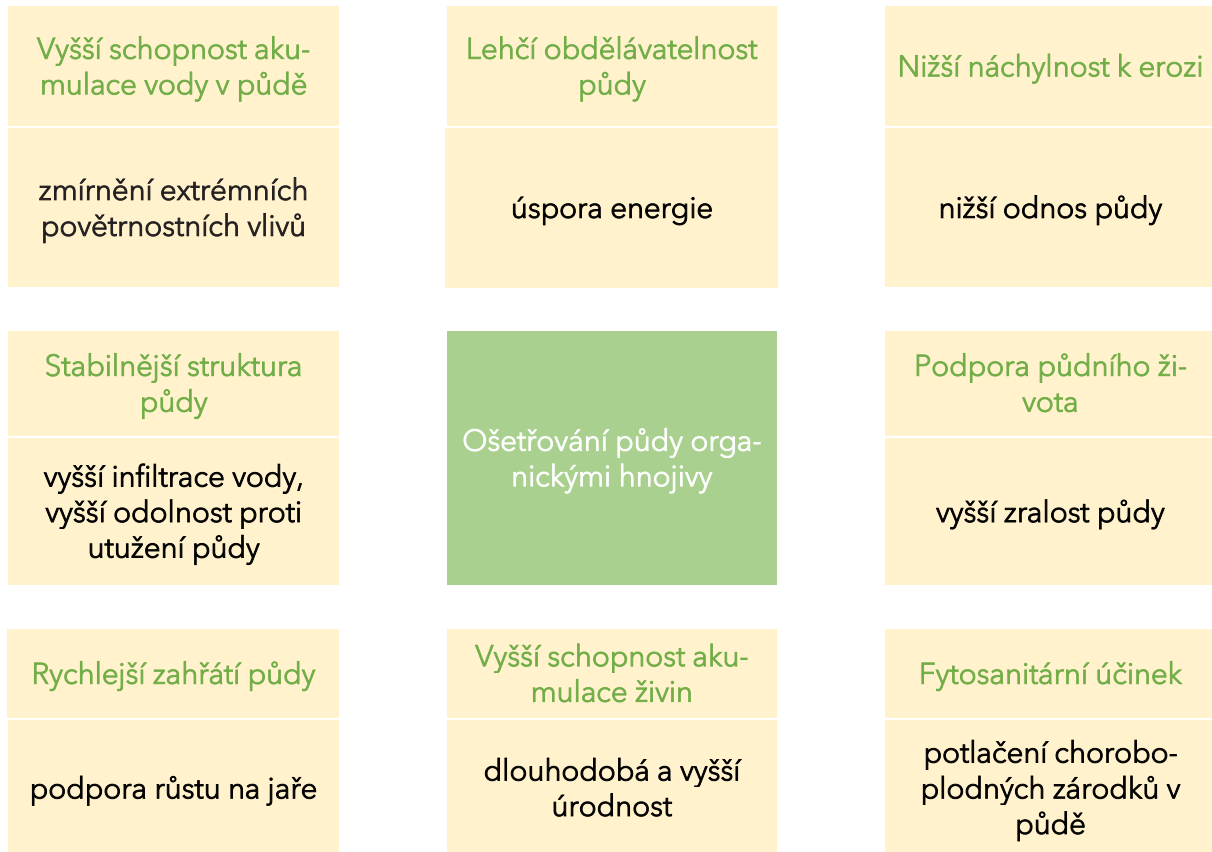 Vyšší schopnost aku-
mulace vody v půdě
zmírnění extrémních
povětrnostních vlivů
Lehčí obdělávatelnost
půdy
úspora energie
Nižší náchylnost k erozi
nižší odnos půdy
Stabilnější struktura
půdy
vyšší infiltrace vody,
vyšší odolnost proti
utužení půdy
Ošetřování půdy orga-
nickými hnojivy
Podpora půdního ži-
vota
vyšší zralost půdy
Rychlejší zahřátí půdy
podpora růstu na jaře
Vyšší schopnost aku-
mulace živin
dlouhodobá a vyšší
úrodnost
Fytosanitární účinek
potlačení chorobo-
plodných zárodků v
půdě